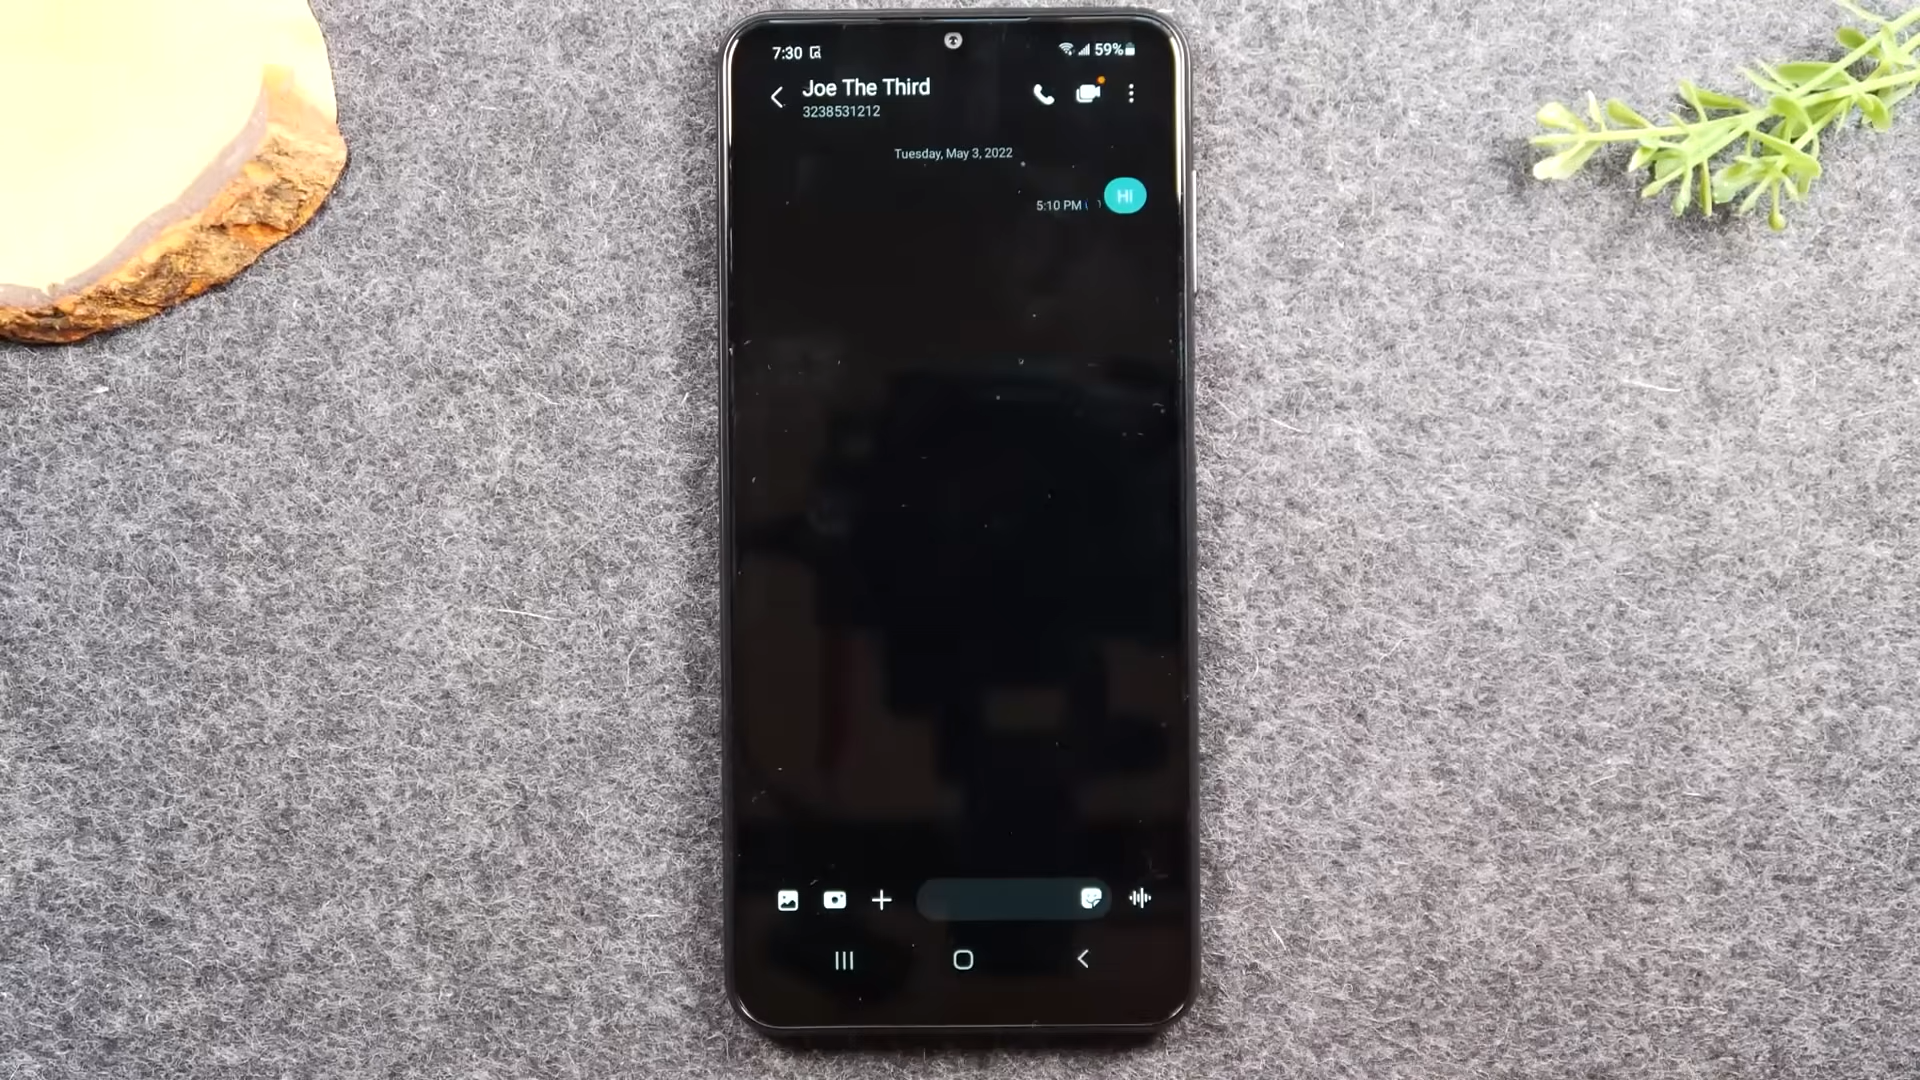 7:30
59%
Joe The Third
3238531212
Tuesday, May 3, 2022
5:10 PM
HI